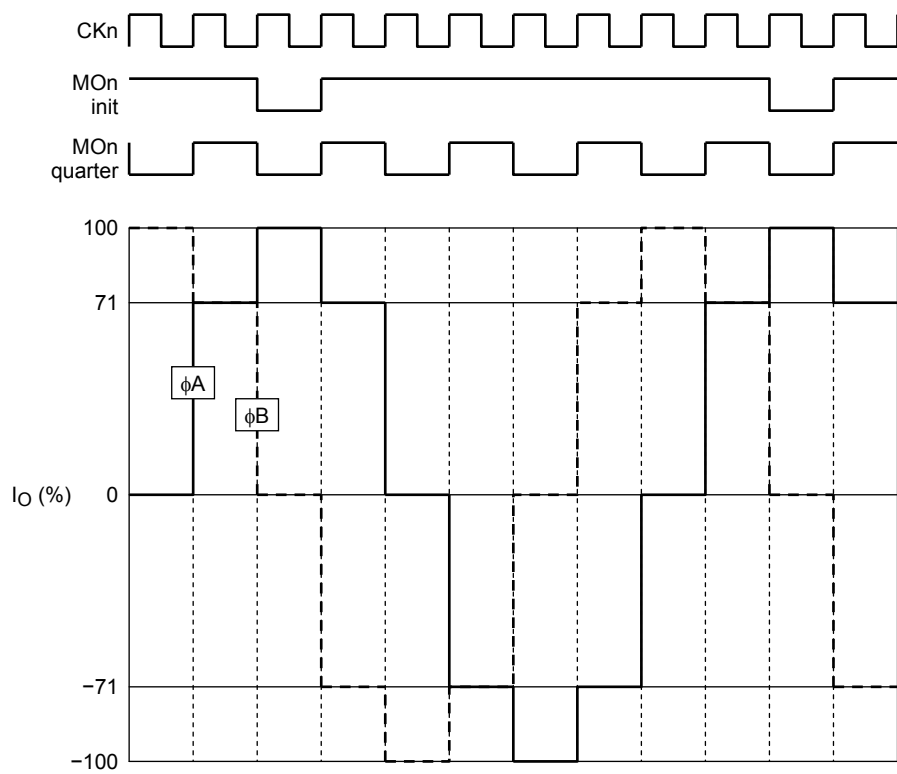 CKn
MOn
init
MOn
quarter
100
71
ϕA
ϕB
IO (%)
0
−71
−100